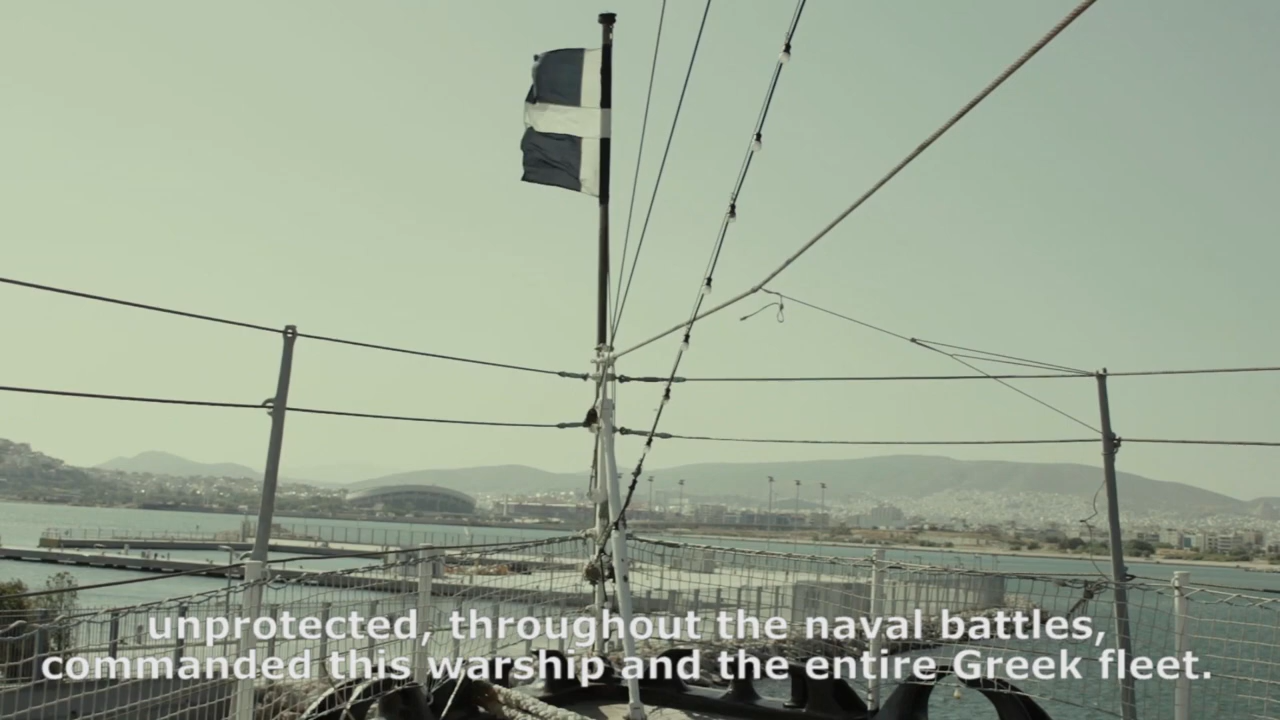 unprotected, throughout the naval battles,
commanded this warship and the entire Greek fleet.